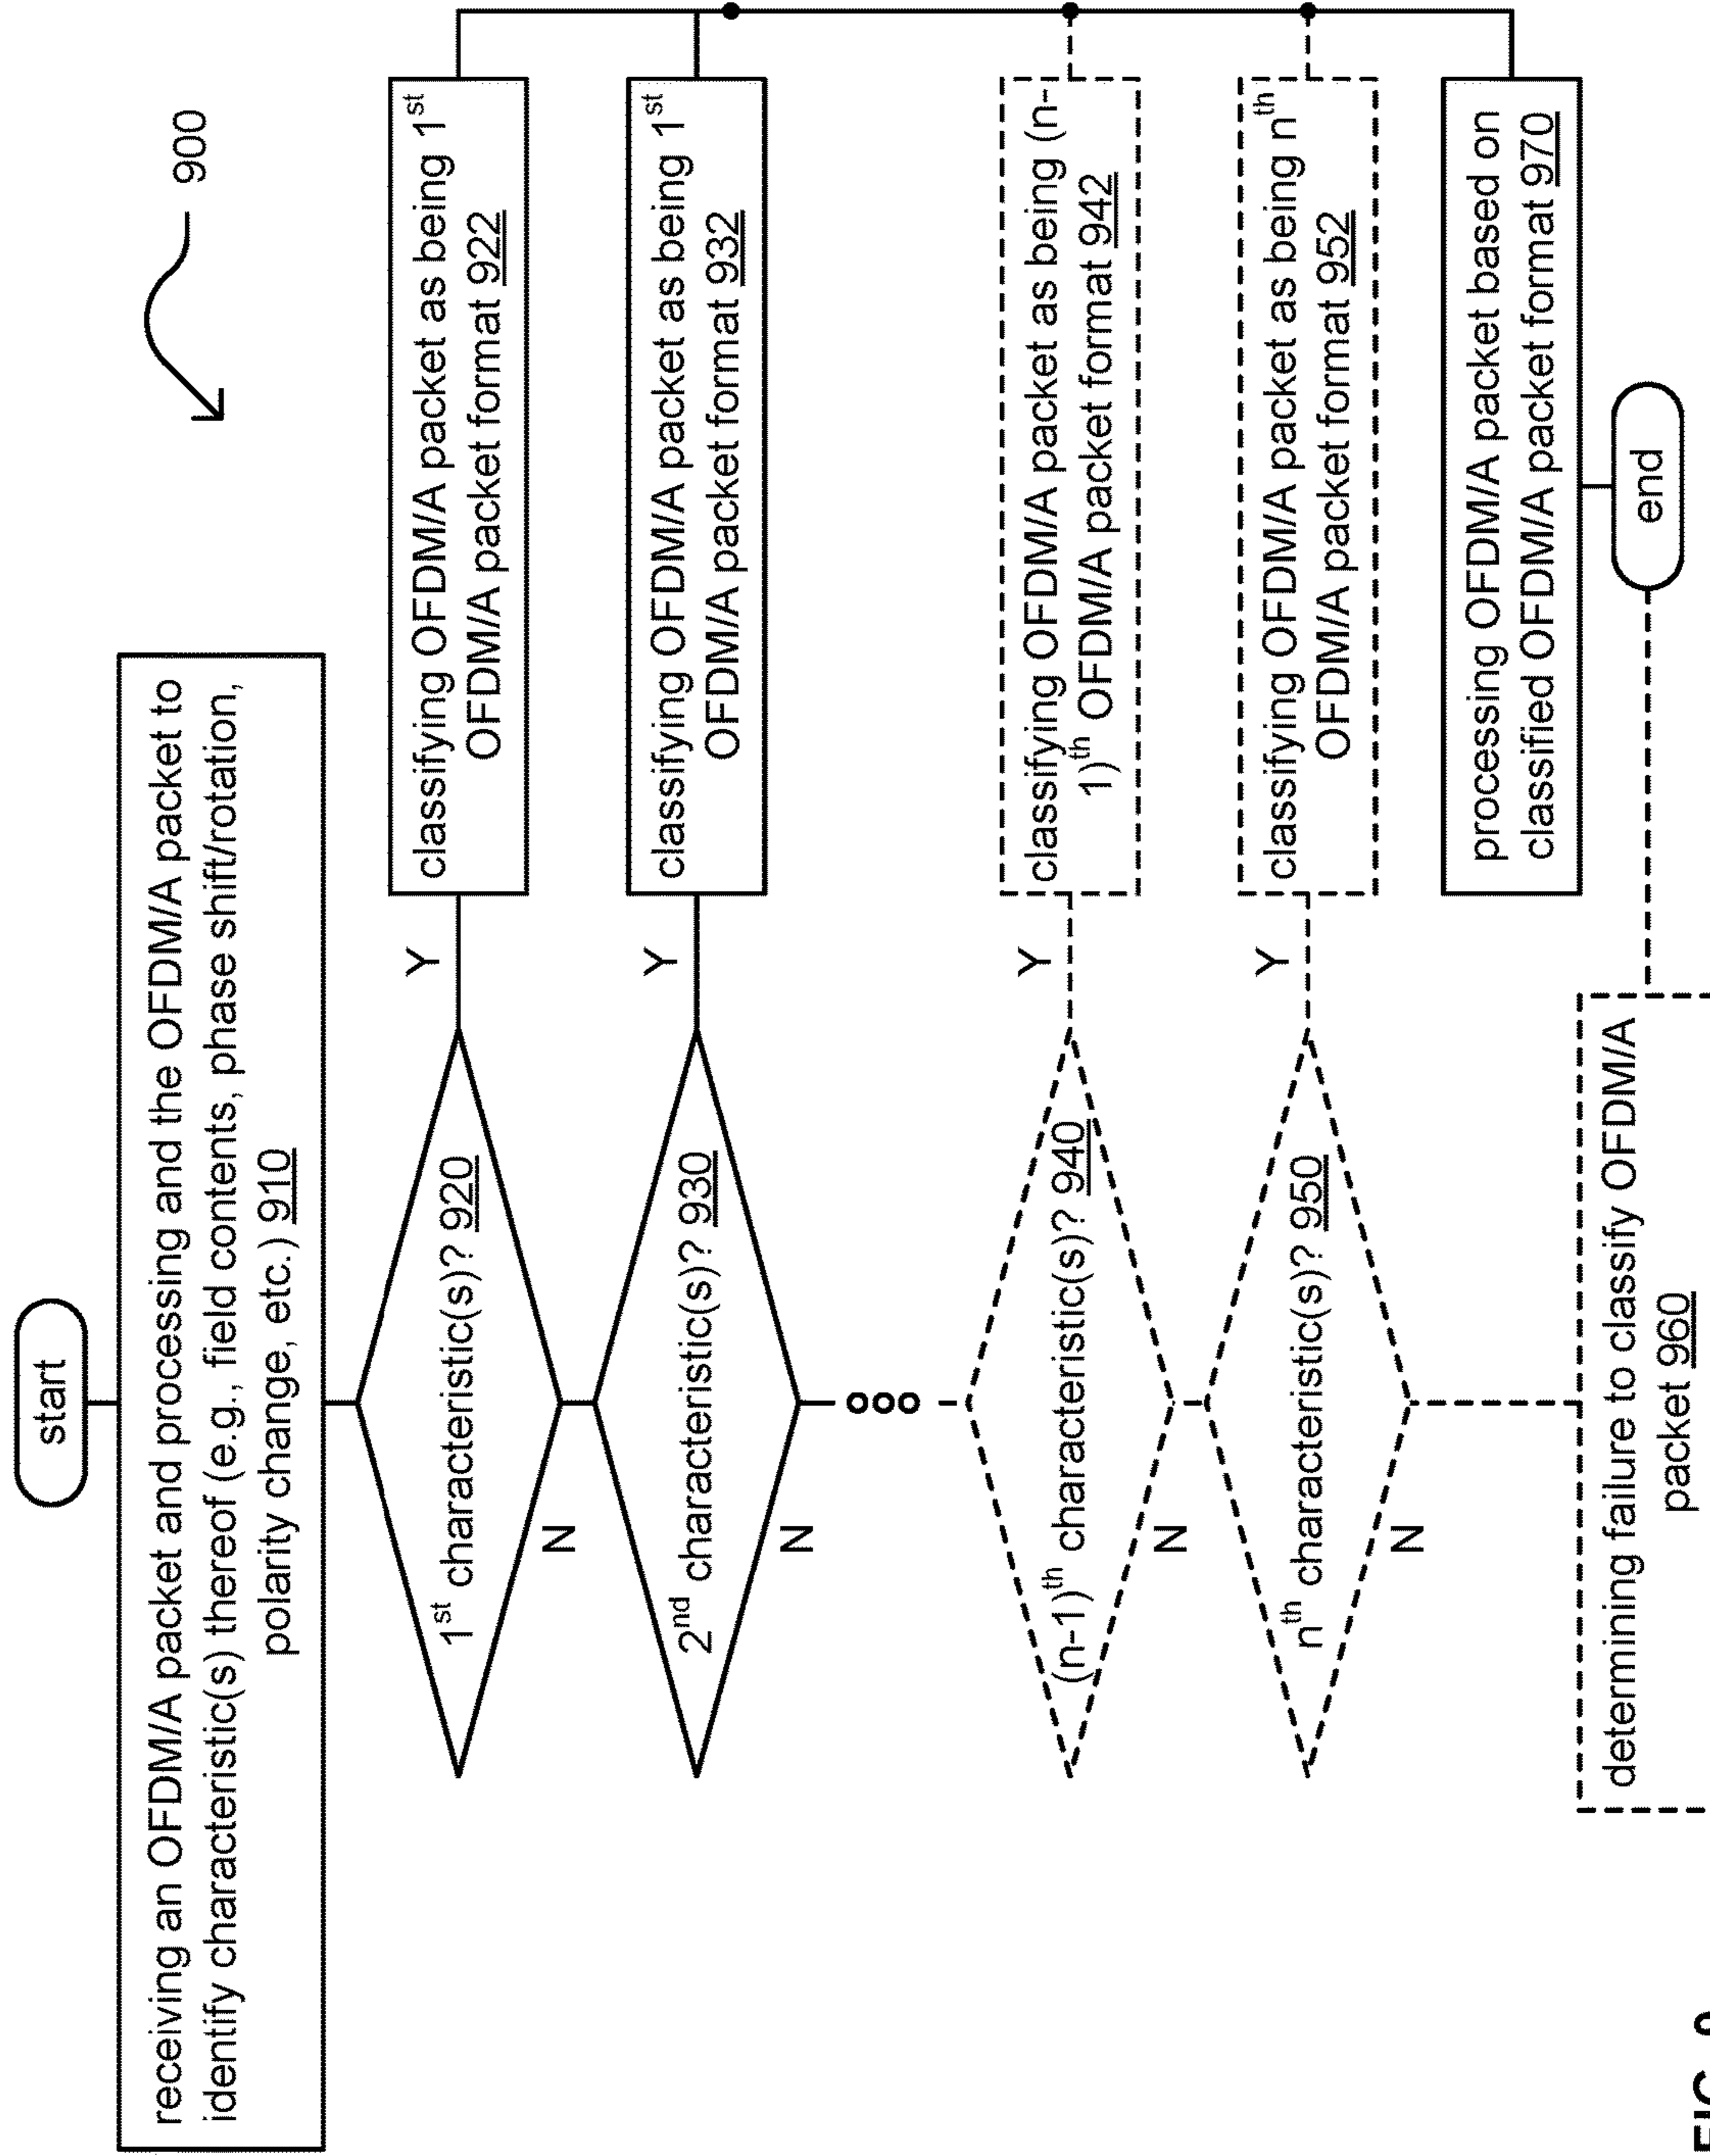 start
900
receiving an OFDM/A packet and processing and the OFDM/A packet to
identify characteristic(s) thereof (e.g., field contents, phase shift/rotation,
polarity change, etc.) 910
1st characteristic(s)? 920
Y
N
classifying OFDM/A packet as being 1st
OFDM/A packet format 922
2nd characteristic(s)? 930
Y
N
classifying OFDM/A packet as being 1st
OFDM/A packet format 932
(n-1)th characteristic(s)? 940
Y
N
classifying OFDM/A packet as being (n-
1)th OFDM/A packet format 942
nth characteristic(s)? 950
Y
N
classifying OFDM/A packet as being nth
OFDM/A packet format 952
processing OFDM/A packet based on
classified OFDM/A packet format 970
determining failure to classify OFDM/A
packet 960
end
FIG. 9